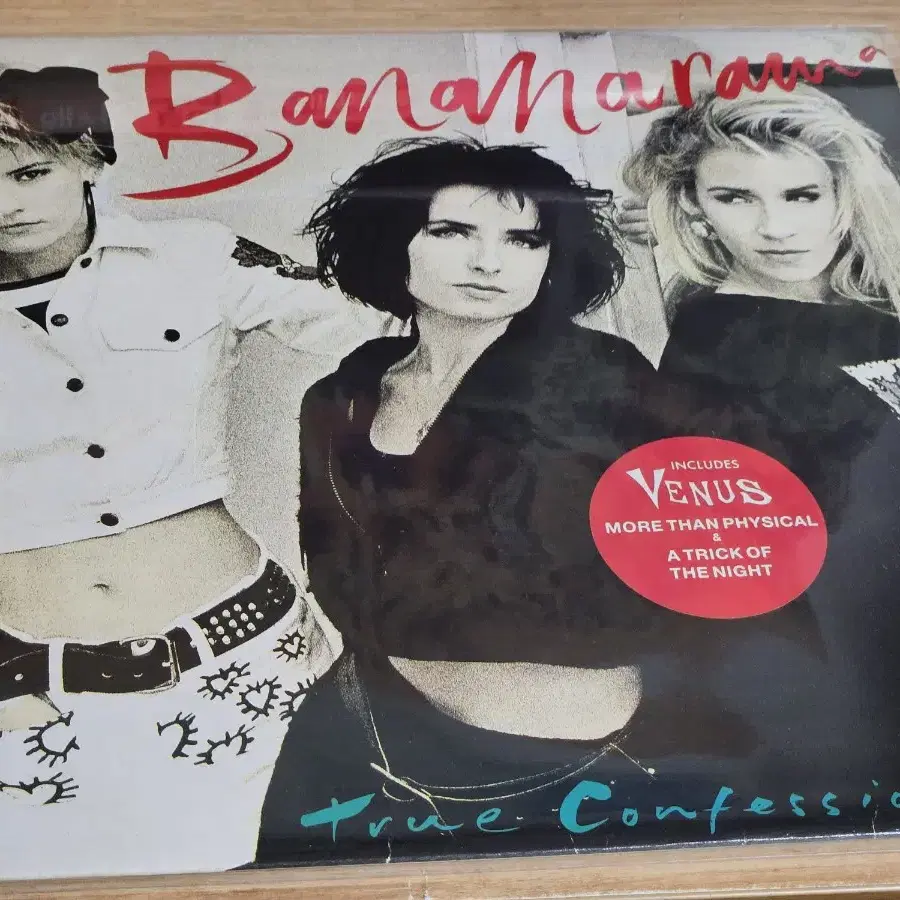 Bananarama
INCLUDES
VENUS
MORE THAN PHYSICAL
&
A TRICK OF
THE NIGHT
True Confessio